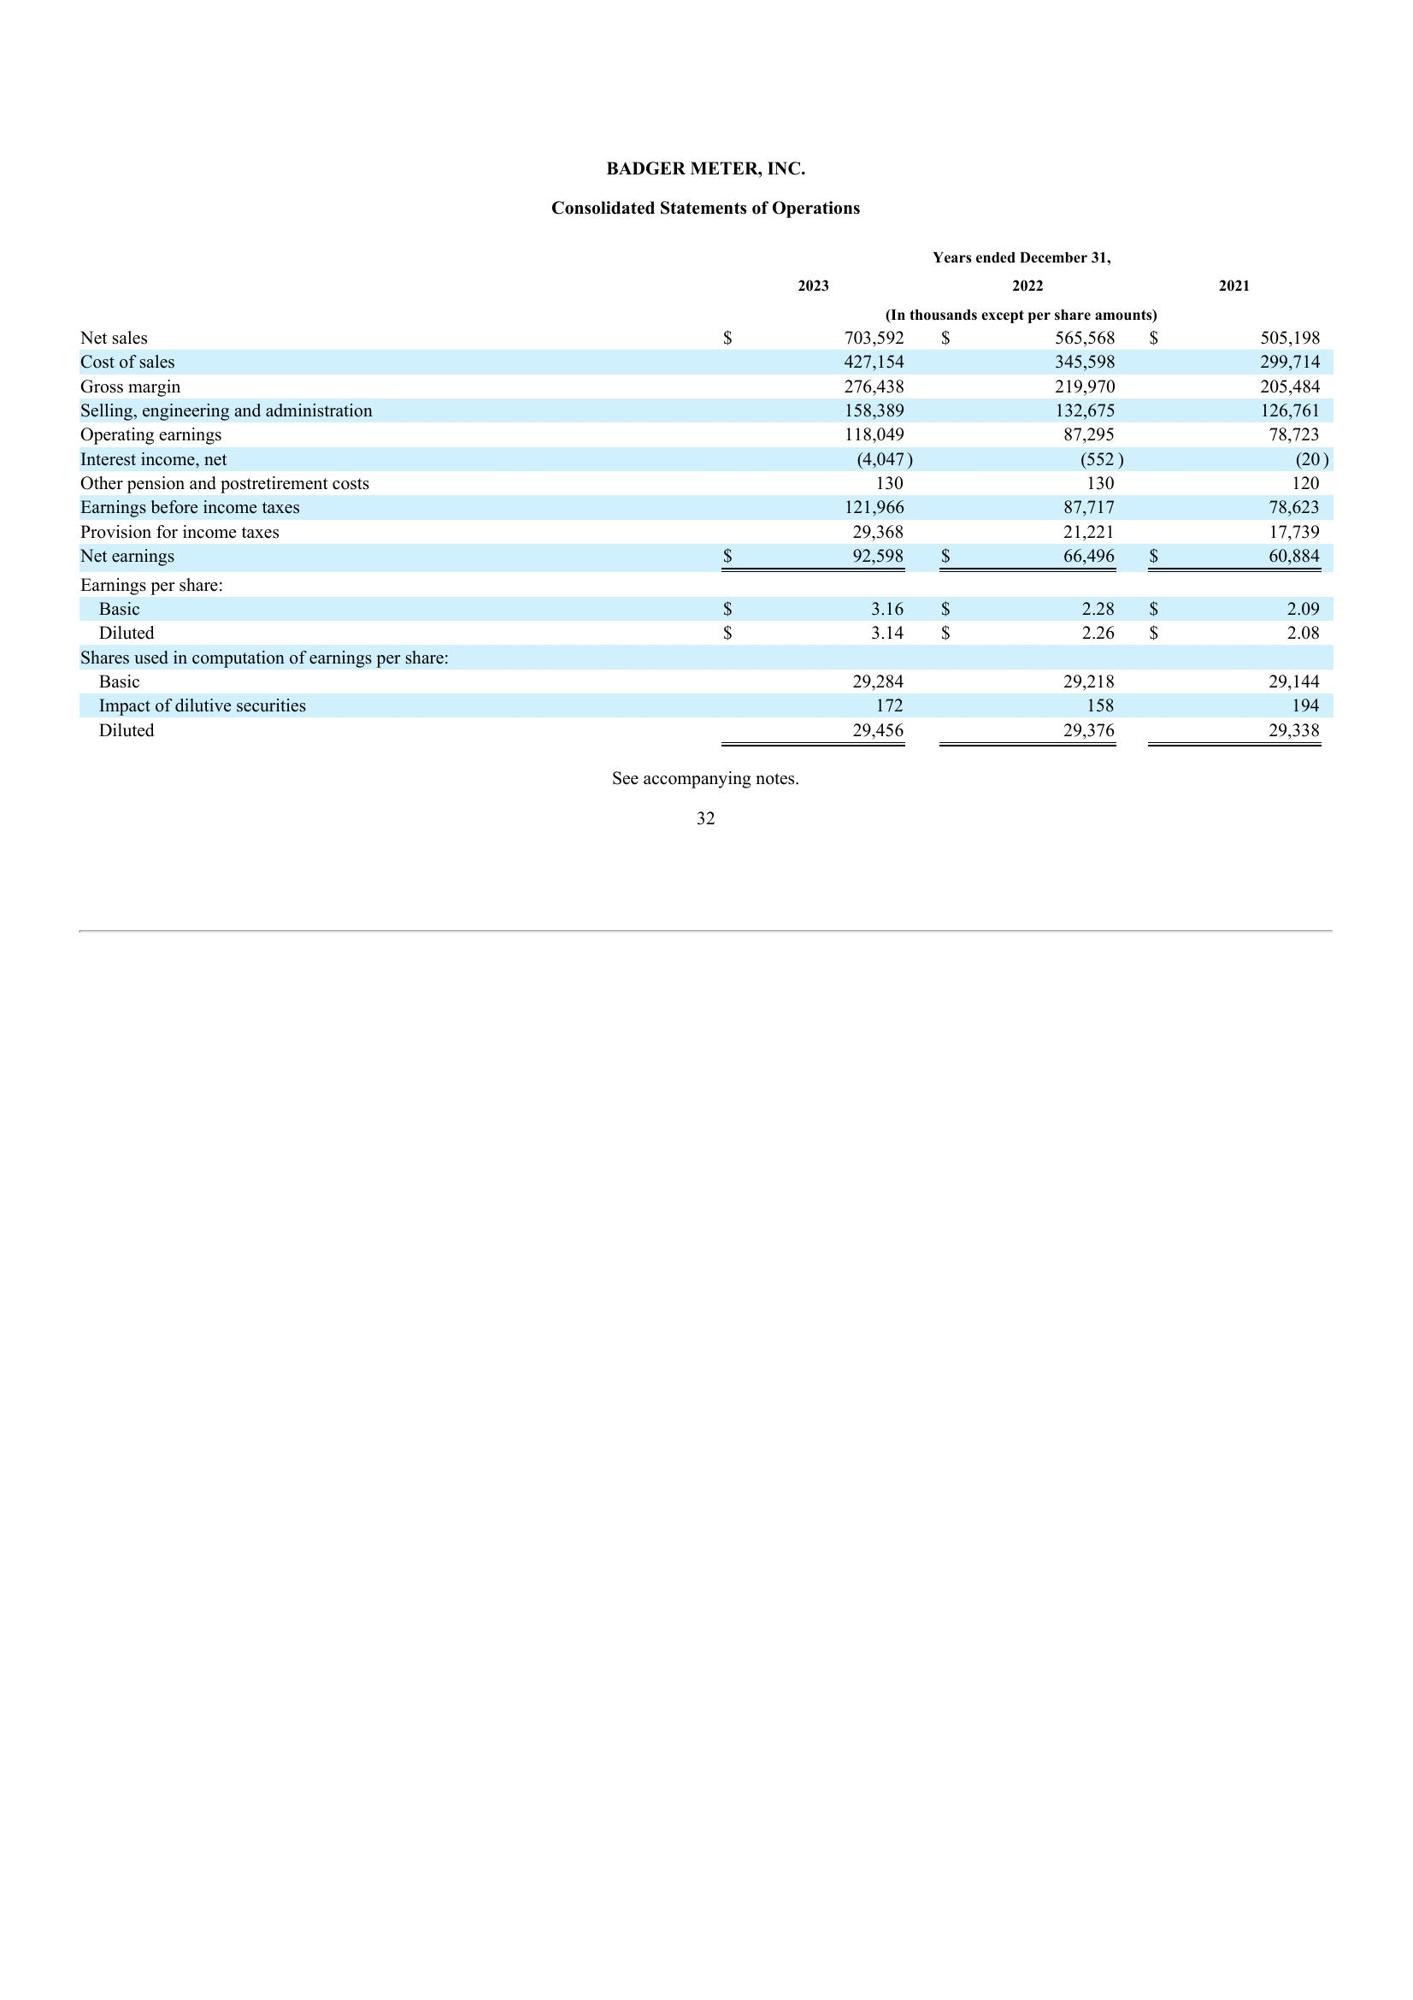 BADGER METER, INC.
Consolidated Statements of Operations
Years ended December 31,
2023 2022 2021
(In thousands except per share amounts)
Net sales $ 703,592 $ 565,568 $ 505,198
Cost of sales 427,154 345,598 299,714
Gross margin 276,438 219,970 205,484
Selling, engineering and administration 158,389 132,675 126,761
Operating earnings 118,049 87,295 78,723
Interest income, net (4,047) (552) (20)
Other pension and postretirement costs 130 130 120
Earnings before income taxes 121,966 87,717 78,623
Provision for income taxes 29,368 21,221 17,739
Net earnings $ 92,598 $ 66,496 $ 60,884
Earnings per share:
Basic $ 3.16 $ 2.28 $ 2.09
Diluted $ 3.14 $ 2.26 $ 2.08
Shares used in computation of earnings per share:
Basic 29,284 29,218 29,144
Impact of dilutive securities 172 158 194
Diluted 29,456 29,376 29,338
See accompanying notes.
32